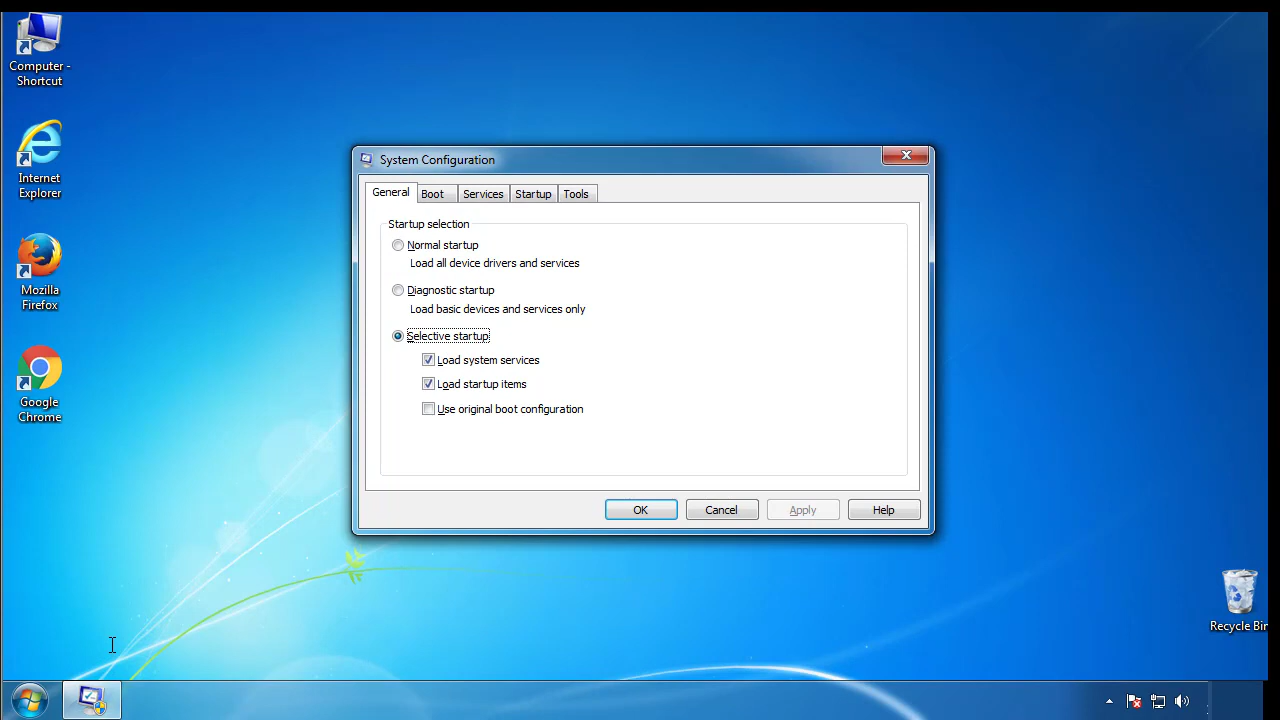 Computer -
Shortcut
Internet
Explorer
Mozilla
Firefox
Google
Chrome
System Configuration
General Boot Services Startup Tools
Startup selection
Normal startup
Load all device drivers and services
Diagnostic startup
Load basic devices and services only
Selective startup
Load system services
Load startup items
Use original boot configuration
OK Cancel Apply Help
Recycle Bin